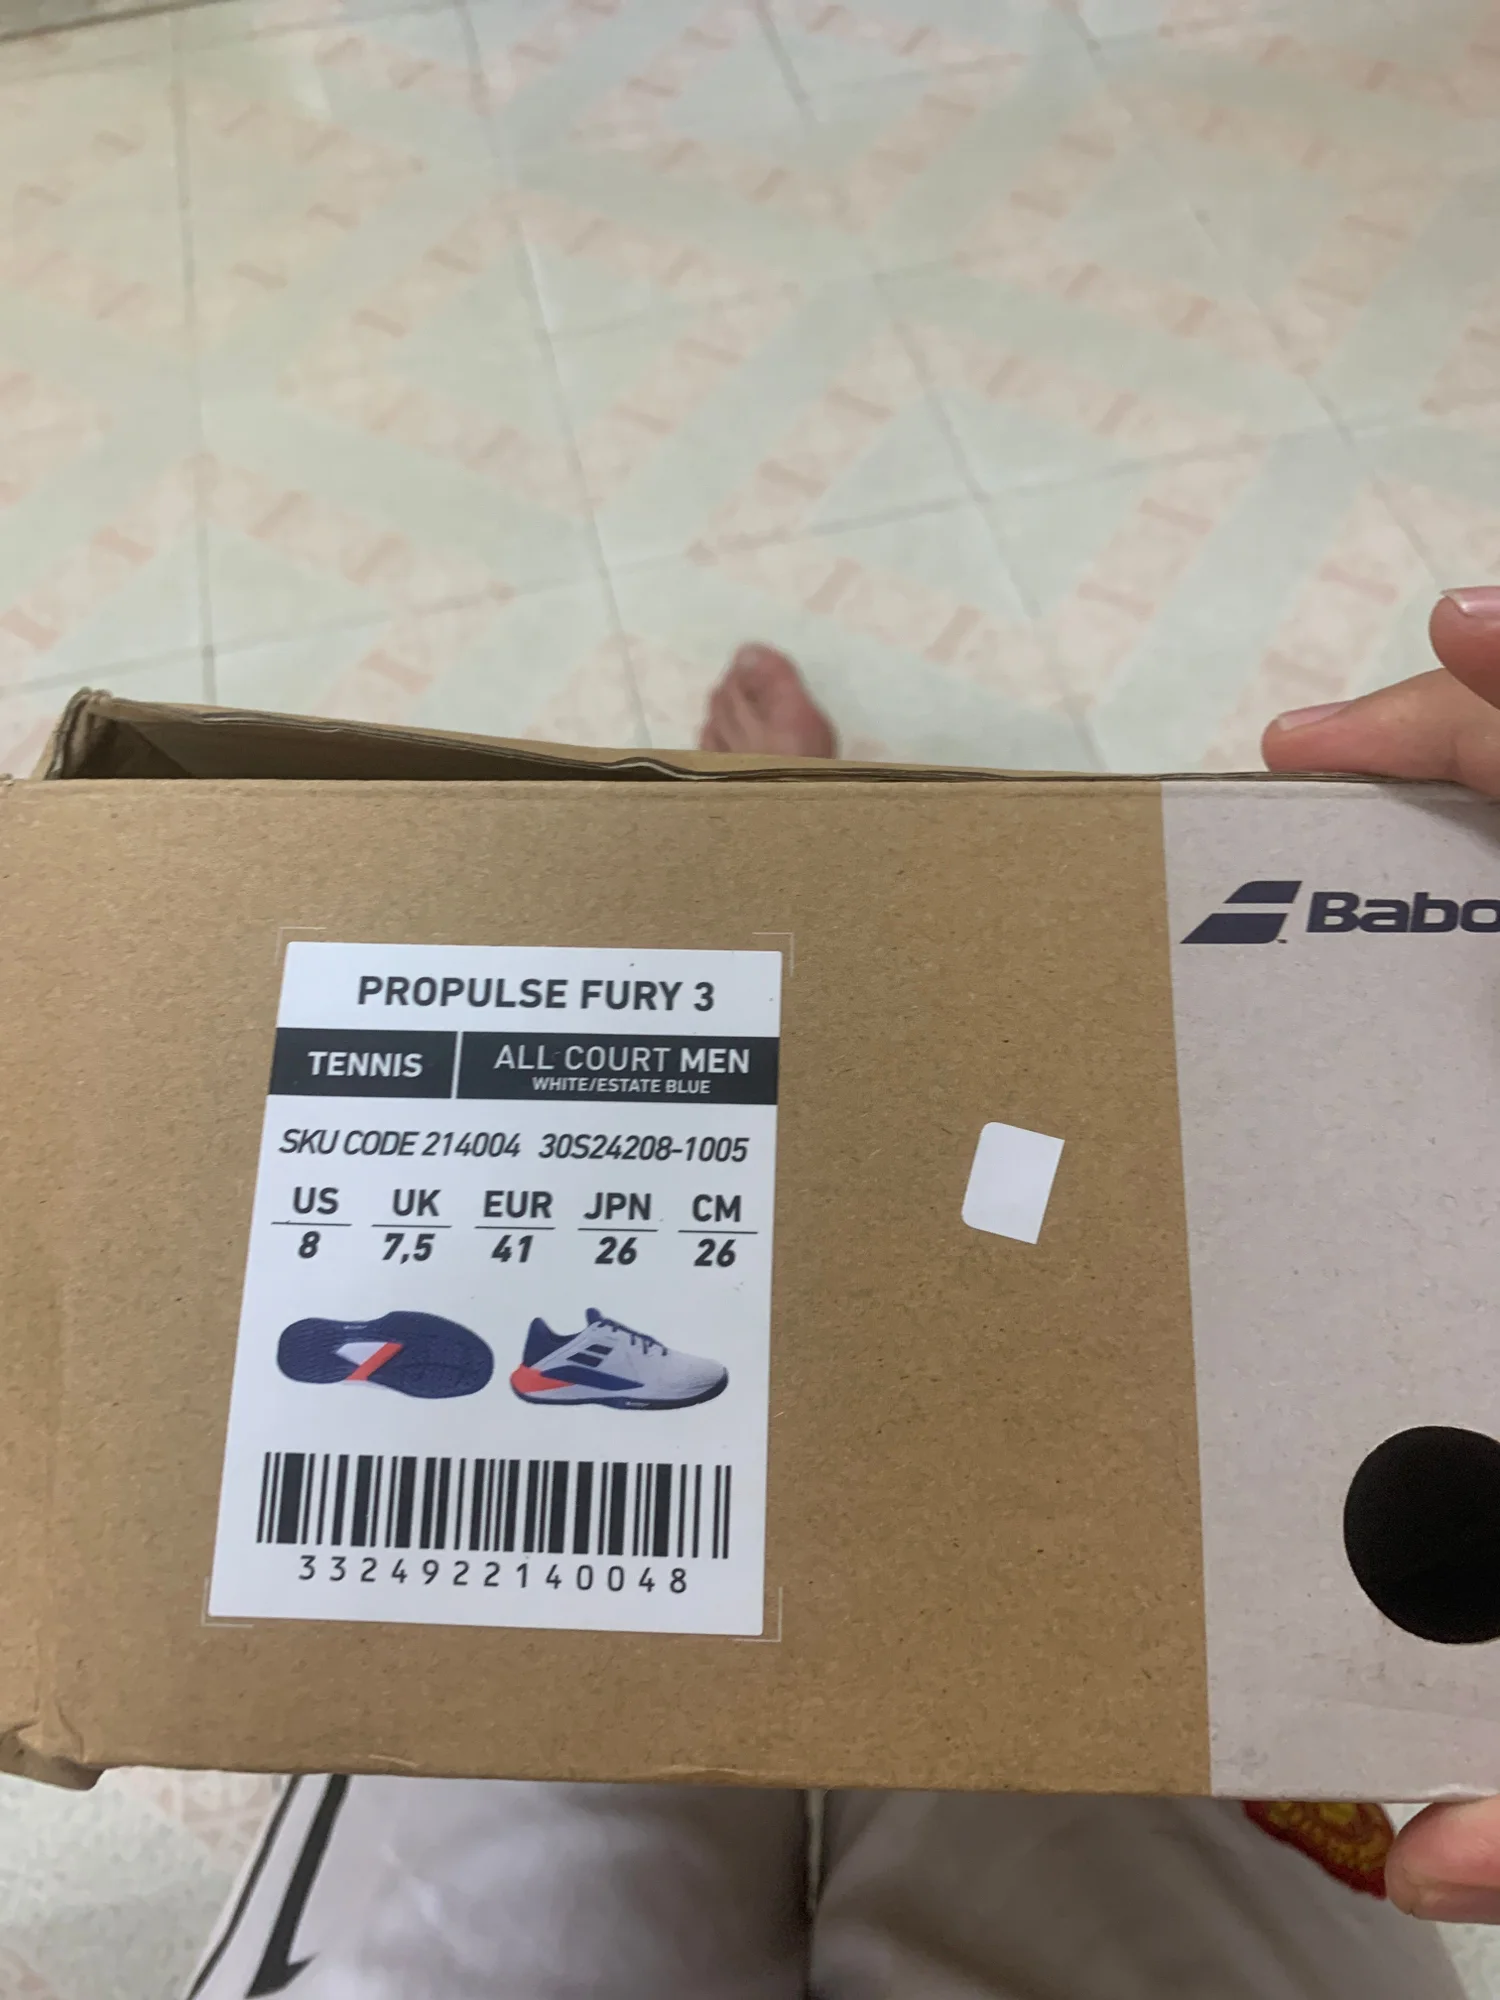 Babo
PROPULSE FURY 3
TENNIS
ALL COURT MEN
WHITE/ESTATE BLUE
SKU CODE 214004 30S24208-1005
US UK EUR JPN CM
8 7,5 41 26 26
3324922140048